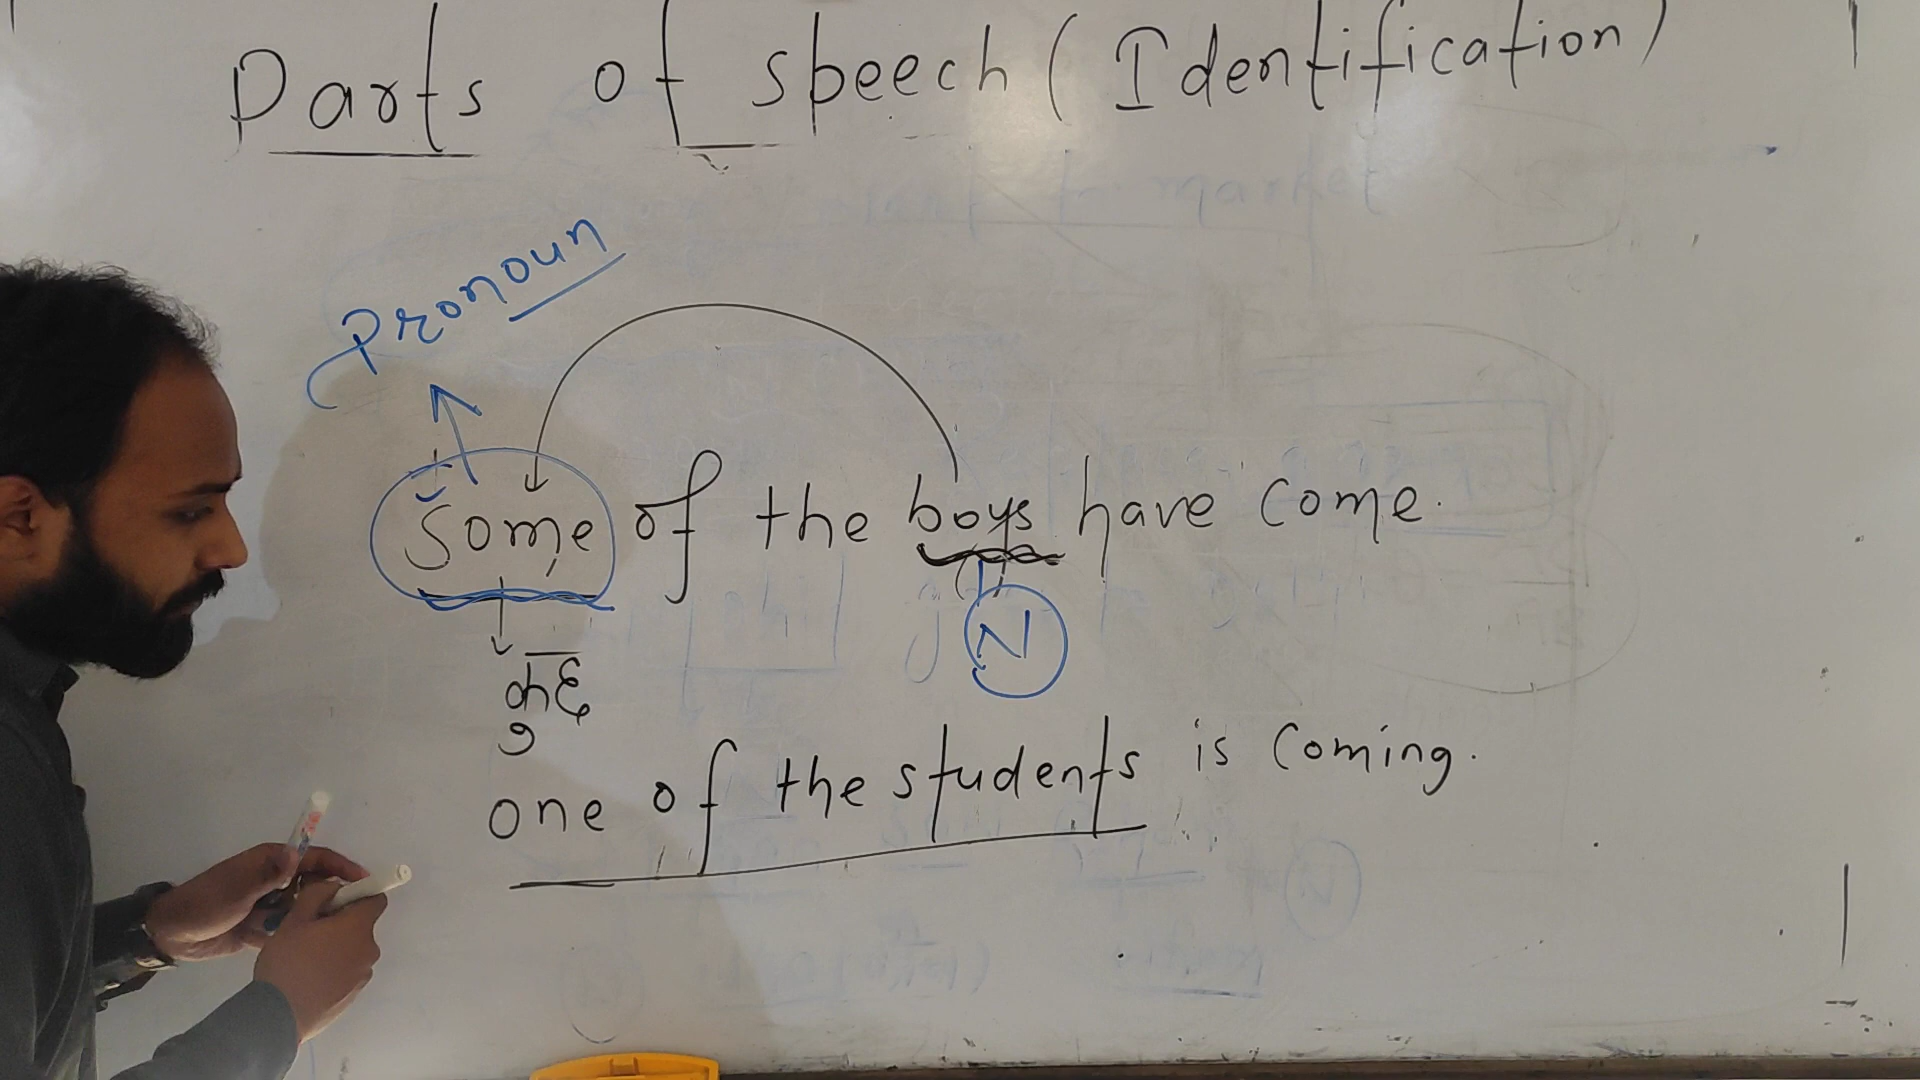 Parts of speech (Identification)
Pronoun
Some of the boys have come.
N
कुछ
one of the students is coming.